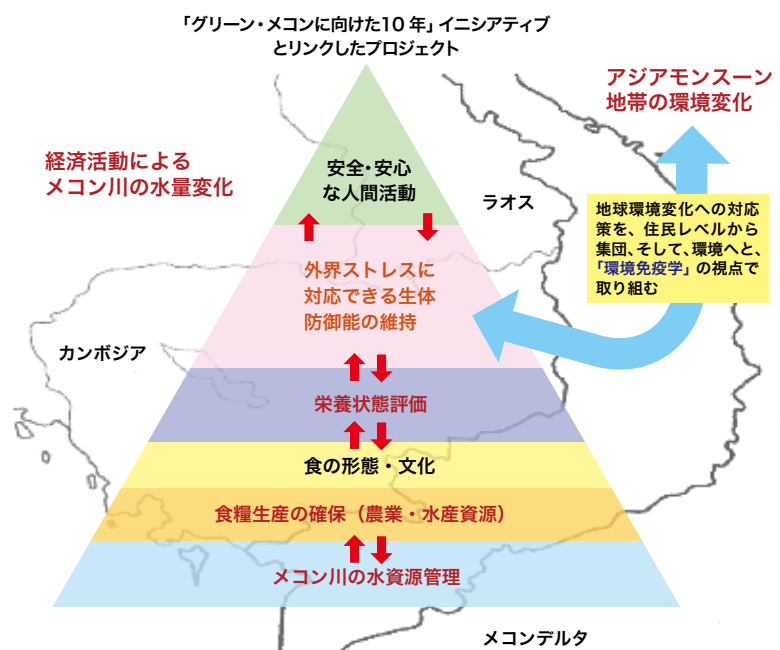 「グリーン・メコンに向けた10 年」イニシアティブ
とリンクしたプロジェクト
アジアモンスーン
地帯の環境変化
経済活動による
メコン川の水量変化
安全・安心
な人間活動
ラオス
地球環境変化への対応
策を、住民レベルから
集団、そして、環境へと、
「環境免疫学」の視点で
取り組む
外界ストレスに
対応できる生体
防御能の維持
カンボジア
栄養状態評価
食の形態・文化
食糧生産の確保（農業・水産資源）
メコン川の水資源管理
メコンデルタ